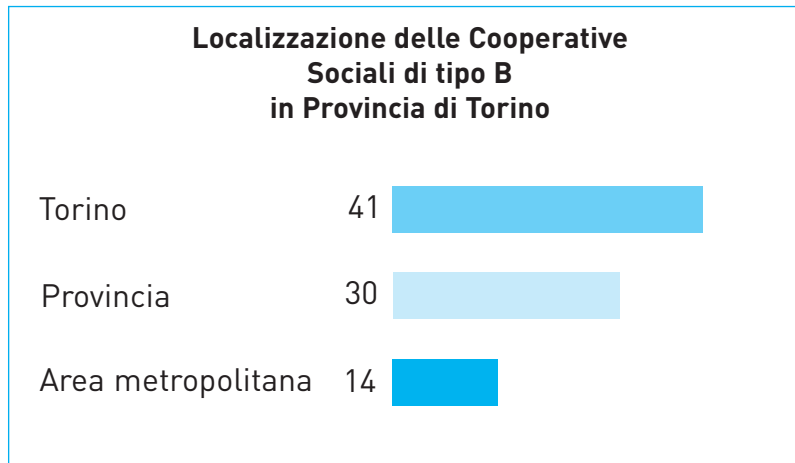 Localizzazione delle Cooperative
Sociali di tipo B
in Provincia di Torino
Torino 41
Provincia 30
Area metropolitana 14